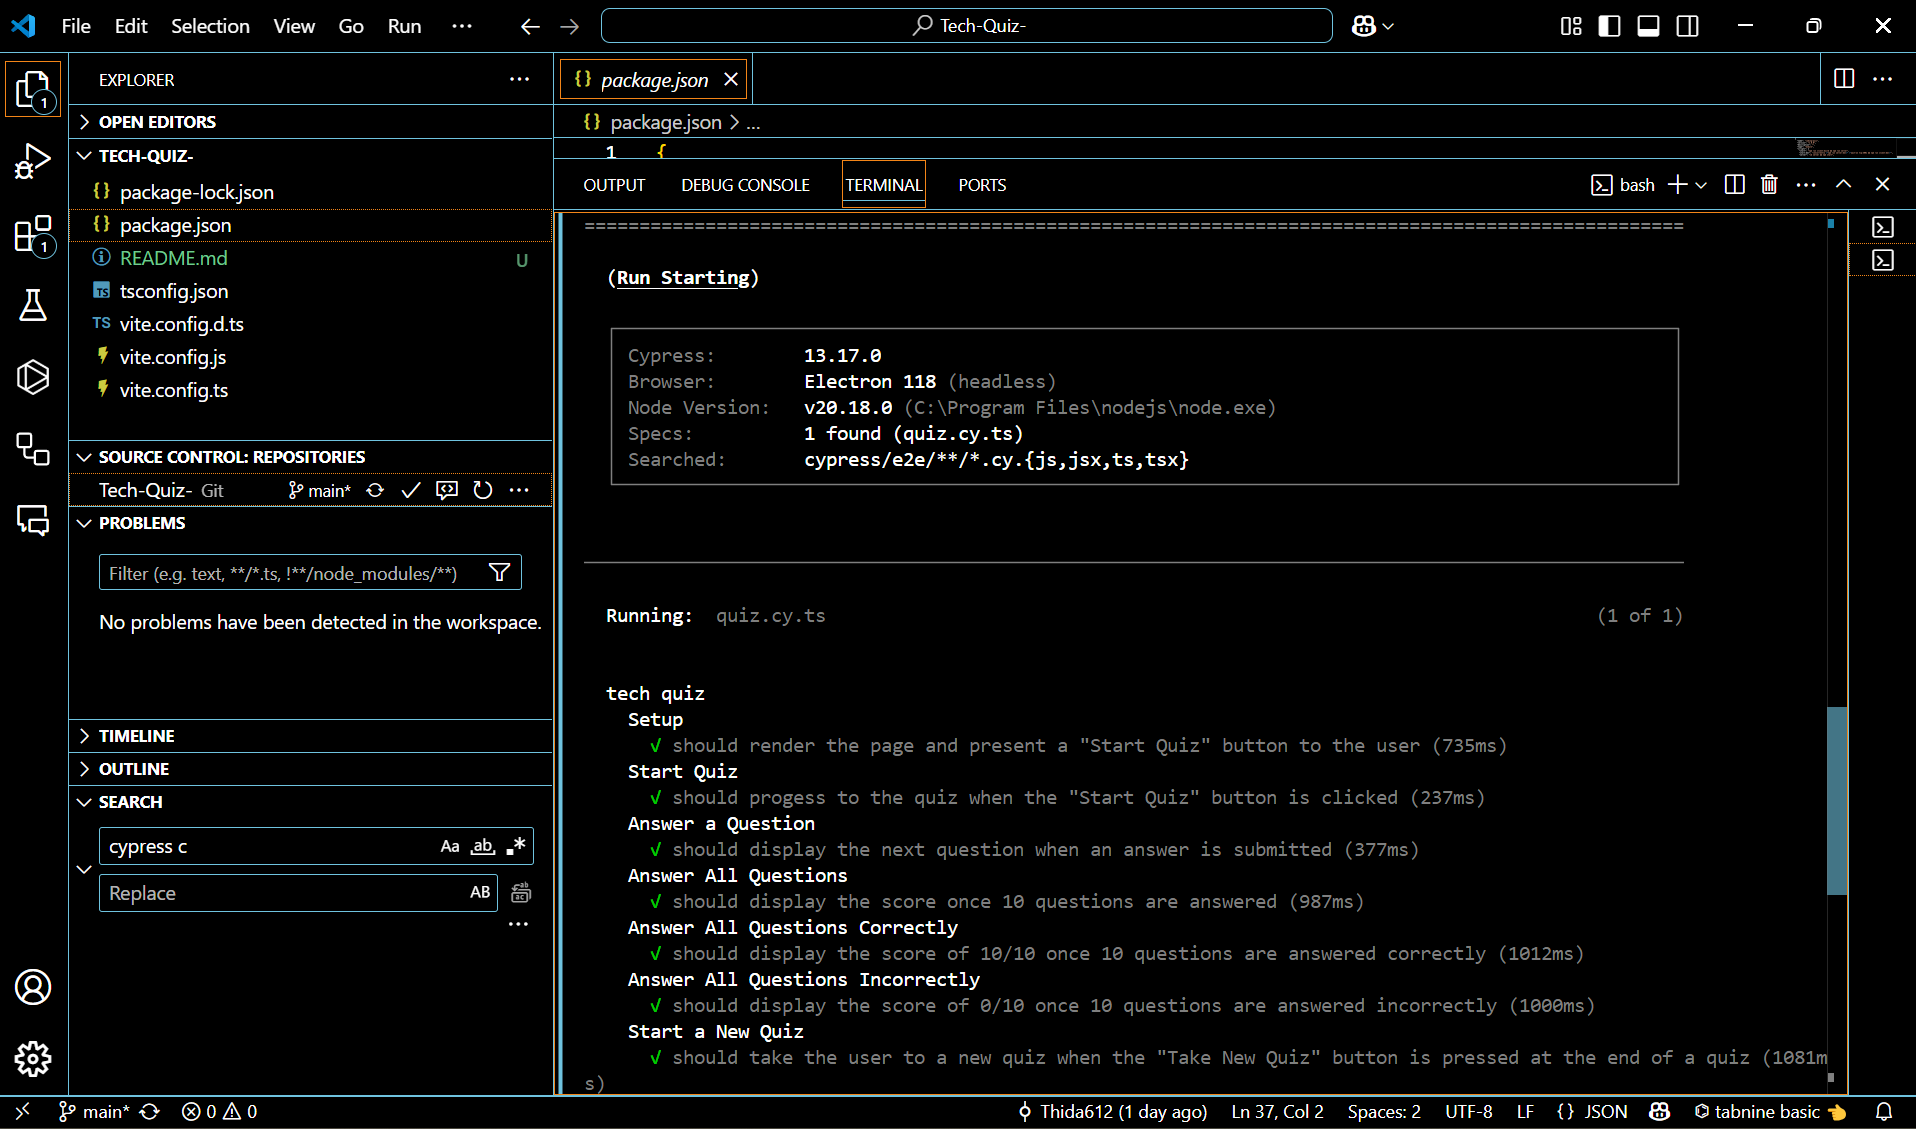 File Edit Selection View Go Run ··· Tech-Quiz-
EXPLORER
OPEN EDITORS
TECH-QUIZ-
{} package-lock.json
{} package.json
README.md U
TS tsconfig.json
TS vite.config.d.ts
vite.config.js
vite.config.ts
SOURCE CONTROL: REPOSITORIES
Tech-Quiz- Git main*
PROBLEMS
Filter (e.g. text, **/*.ts, !**/node_modules/**)
No problems have been detected in the workspace.
TIMELINE
OUTLINE
SEARCH
cypress c Aa ab .*
Replace AB
1
1
{} package.json
{} package.json > ...
1 {
OUTPUT DEBUG CONSOLE TERMINAL PORTS bash
====================================================================================================
(Run Starting)
Cypress: 13.17.0
Browser: Electron 118 (headless)
Node Version: v20.18.0 (C:\Program Files\nodejs\node.exe)
Specs: 1 found (quiz.cy.ts)
Searched: cypress/e2e/**/*.cy.{js,jsx,ts,tsx}
Running: quiz.cy.ts (1 of 1)
tech quiz
Setup
√ should render the page and present a "Start Quiz" button to the user (735ms)
Start Quiz
√ should progess to the quiz when the "Start Quiz" button is clicked (237ms)
Answer a Question
√ should display the next question when an answer is submitted (377ms)
Answer All Questions
√ should display the score once 10 questions are answered (987ms)
Answer All Questions Correctly
√ should display the score of 10/10 once 10 questions are answered correctly (1012ms)
Answer All Questions Incorrectly
√ should display the score of 0/10 once 10 questions are answered incorrectly (1000ms)
Start a New Quiz
√ should take the user to a new quiz when the "Take New Quiz" button is pressed at the end of a quiz (1081m
s)
main* 0 0 Thida612 (1 day ago) Ln 37, Col 2 Spaces: 2 UTF-8 LF {} JSON tabnine basic